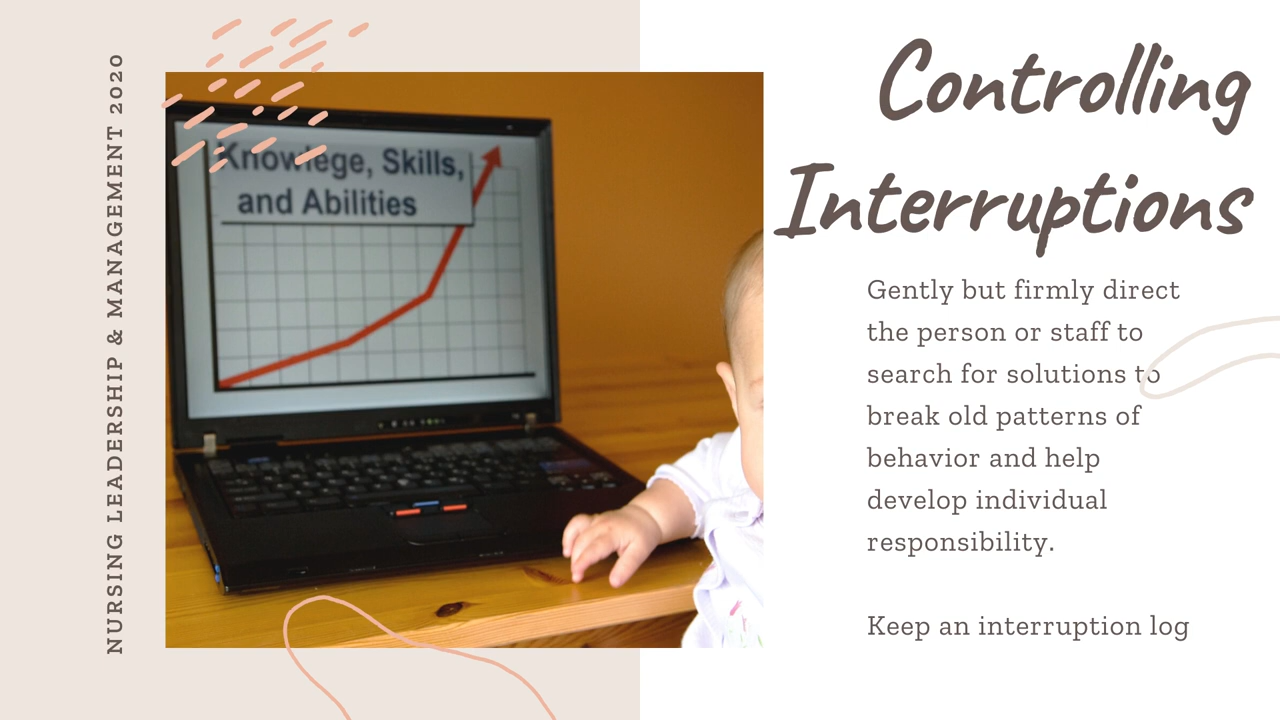 NURSING LEADERSHIP & MANAGEMENT 2020
Knowlege, Skills,
and Abilities
Controlling
Interruptions
Gently but firmly direct
the person or staff to
search for solutions to
break old patterns of
behavior and help
develop individual
responsibility.
Keep an interruption log